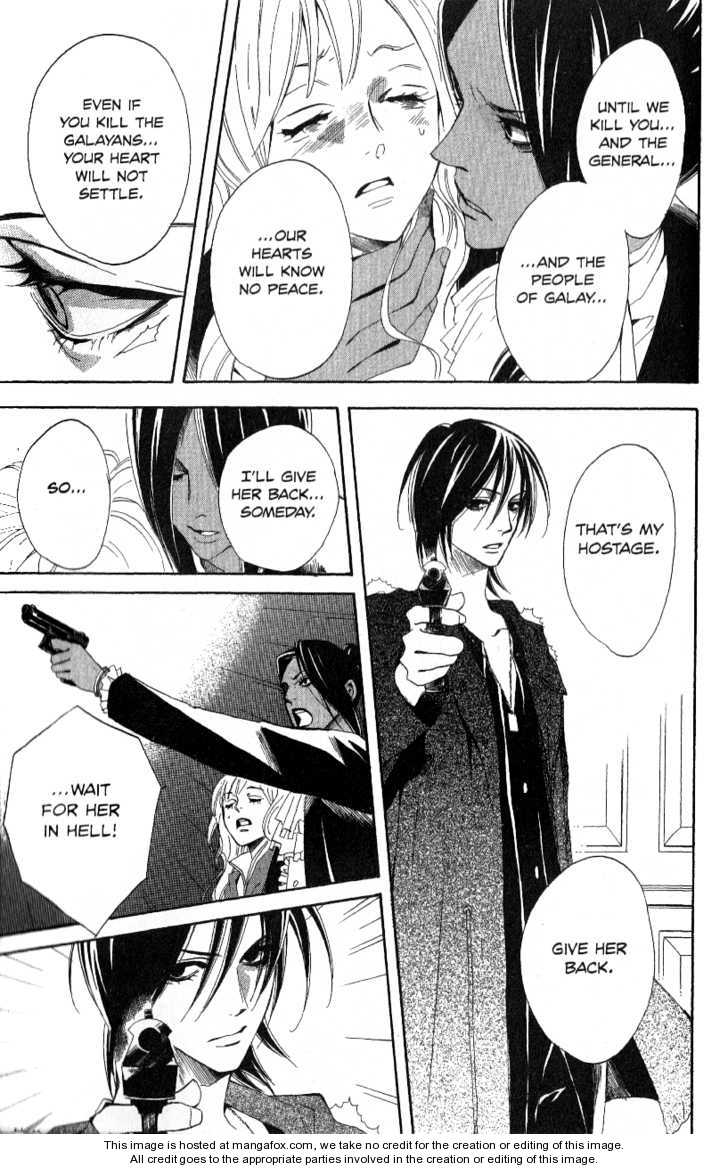 UNTIL WE
KILL YOU...
AND THE
GENERAL...
...AND THE
PEOPLE
OF GALAY...
...OUR
HEARTS
WILL KNOW
NO PEACE.
EVEN IF
YOU KILL THE
GALAYANS...
YOUR HEART
WILL NOT
SETTLE.
THAT'S MY
HOSTAGE.
GIVE HER
BACK.
I'LL GIVE
HER BACK...
SOMEDAY.
SO...
...WAIT
FOR HER
IN HELL!
This image is hosted at mangafox.com, we take no credit for the creation or editing of this image.
All credit goes to the appropriate parties involved in the creation or editing of this image.